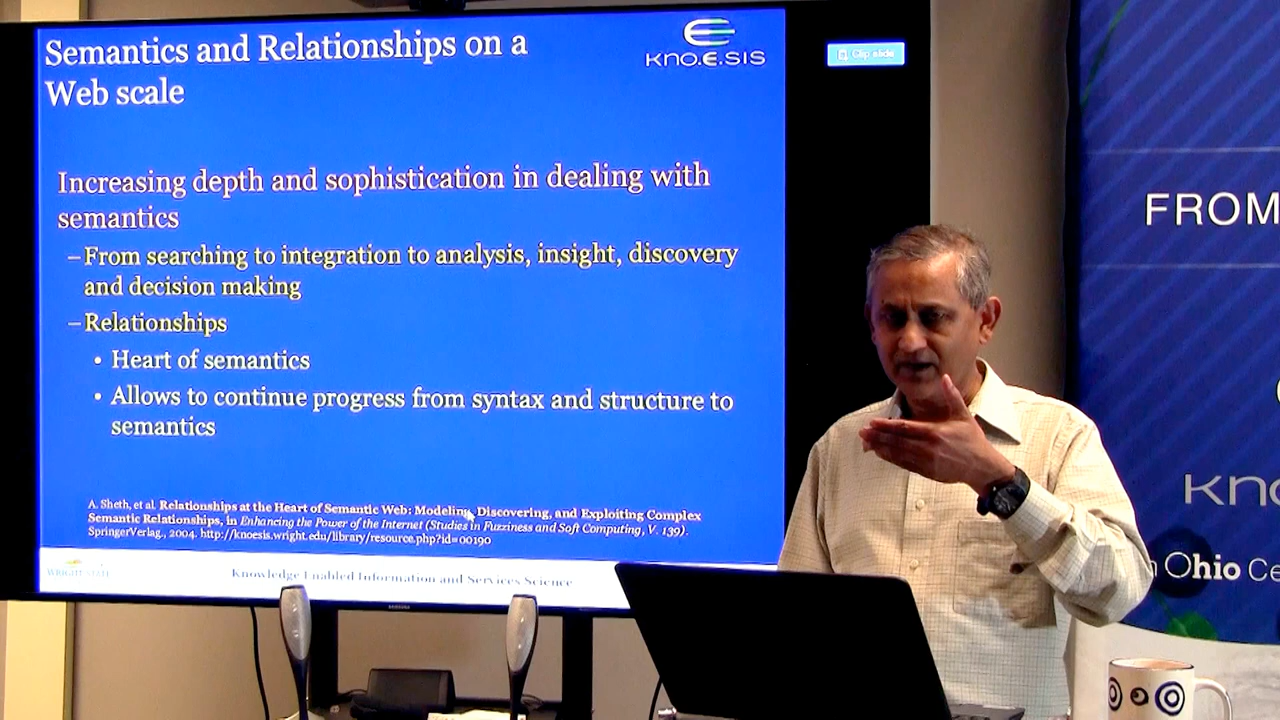 Semantics and Relationships on a
Web scale
kno.e.sis
Clip slide
Increasing depth and sophistication in dealing with
semantics
–From searching to integration to analysis, insight, discovery
and decision making
–Relationships
• Heart of semantics
• Allows to continue progress from syntax and structure to
semantics
A. Sheth, et al. Relationships at the Heart of Semantic Web: Modeling, Discovering, and Exploiting Complex
Semantic Relationships, in Enhancing the Power of the Internet (Studies in Fuzziness and Soft Computing, V. 139).
SpringerVerlag., 2004. http://knoesis.wright.edu/library/resource.php?id=00190
WRIGHT STATE
Knowledge Enabled Information and Services Science
SAMSUNG
FROM
kno
Ohio Ce